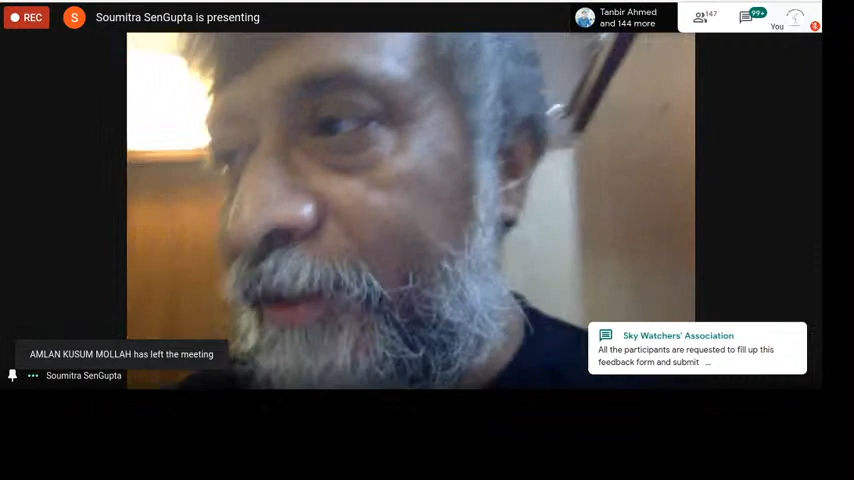 REC
S
Soumitra SenGupta is presenting
Tanbir Ahmed
and 144 more
147
99+
You
Sky Watchers' Association
All the participants are requested to fill up this
feedback form and submit ...
AMLAN KUSUM MOLLAH has left the meeting
Soumitra SenGupta